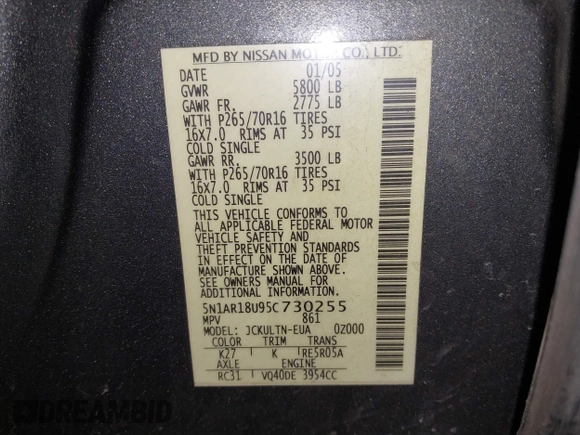 MFD BY NISSAN MOTOR CO., LTD.
DATE 01/05
GVWR 5800 LB
GAWR FR. 2775 LB
WITH P265/70R16 TIRES
16X7.0 RIMS AT 35 PSI
COLD SINGLE
GAWR RR. 3500 LB
WITH P265/70R16 TIRES
16X7.0 RIMS AT 35 PSI
COLD SINGLE
THIS VEHICLE CONFORMS TO
ALL APPLICABLE FEDERAL MOTOR
VEHICLE SAFETY AND
THEFT PREVENTION STANDARDS
IN EFFECT ON THE DATE OF
MANUFACTURE SHOWN ABOVE.
SEE OWNERS MANUAL FOR
ADDITIONAL INFORMATION.
5N1AR18U95C730255
MPV 861
MODEL: JCKULTN-EUA 0Z000
COLOR TRIM TRANS
K27 K RE5R05A
AXLE ENGINE
RC31 VQ40DE 3954CC
DREAMBID